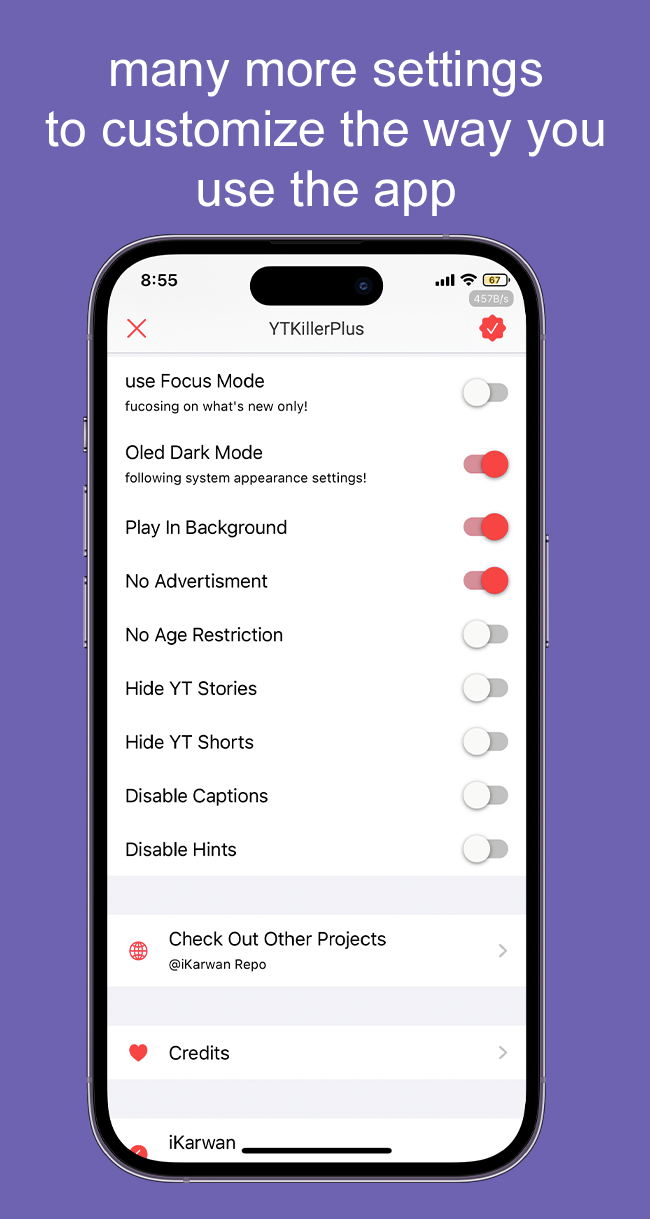 many more settings
to customize the way you
use the app
8:55
67
457B/s
YTKillerPlus
use Focus Mode
fucosing on what's new only!
Oled Dark Mode
following system appearance settings!
Play In Background
No Advertisment
No Age Restriction
Hide YT Stories
Hide YT Shorts
Disable Captions
Disable Hints
Check Out Other Projects
@iKarwan Repo
Credits
iKarwan